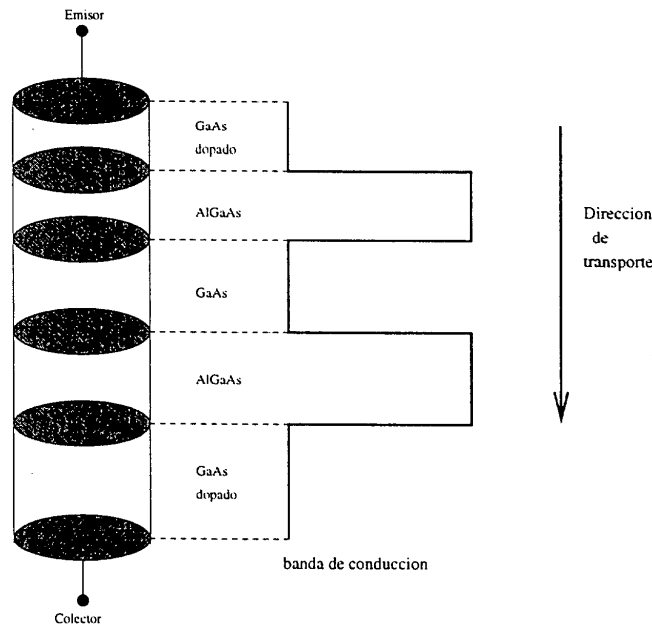 Emisor
GaAs
dopado
AlGaAs
GaAs
AlGaAs
GaAs
dopado
Direccion
de
transporte
banda de conduccion
Colector